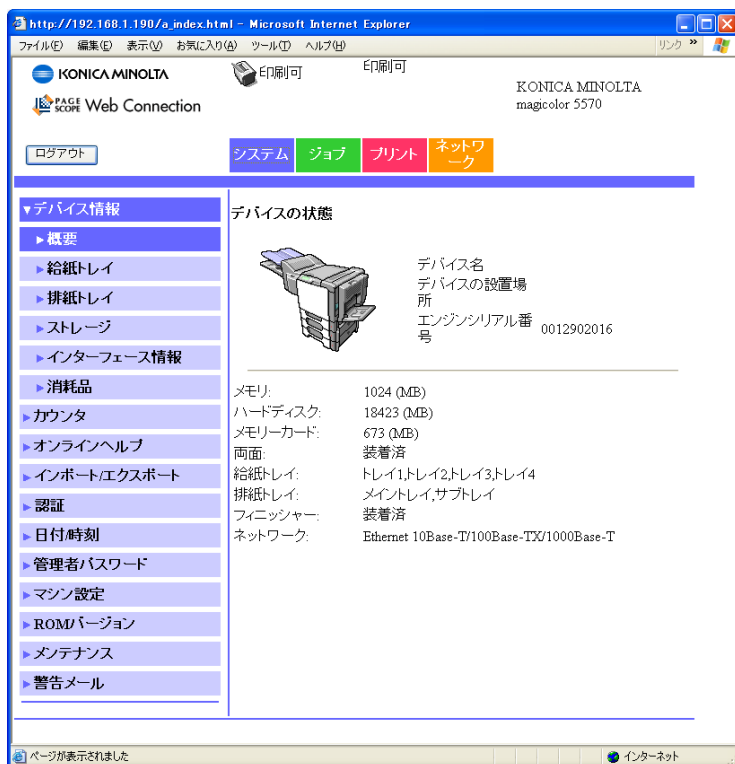 http://192.168.1.190/a_index.html - Microsoft Internet Explorer
ファイル(F) 編集(E) 表示(V) お気に入り(A) ツール(T) ヘルプ(H) リンク »
KONICA MINOLTA
印刷可
印刷可
KONICA MINOLTA
magicolor 5570
PAGE SCOPE Web Connection
ログアウト
システム
ジョブ
プリント
ネットワ
ーク
▼デバイス情報
▶概要
▶給紙トレイ
▶排紙トレイ
▶ストレージ
▶インターフェース情報
▶消耗品
▶カウンタ
▶オンラインヘルプ
▶インポート/エクスポート
▶認証
▶日付/時刻
▶管理者パスワード
▶マシン設定
▶ROMバージョン
▶メンテナンス
▶警告メール
デバイスの状態
デバイス名
デバイスの設置場
所
エンジンシリアル番
号 0012902016
メモリ: 1024 (MB)
ハードディスク: 18423 (MB)
メモリーカード: 673 (MB)
両面: 装着済
給紙トレイ: トレイ1,トレイ2,トレイ3,トレイ4
排紙トレイ: メイントレイ,サブトレイ
フィニッシャー: 装着済
ネットワーク: Ethernet 10Base-T/100Base-TX/1000Base-T
ページが表示されました インターネット